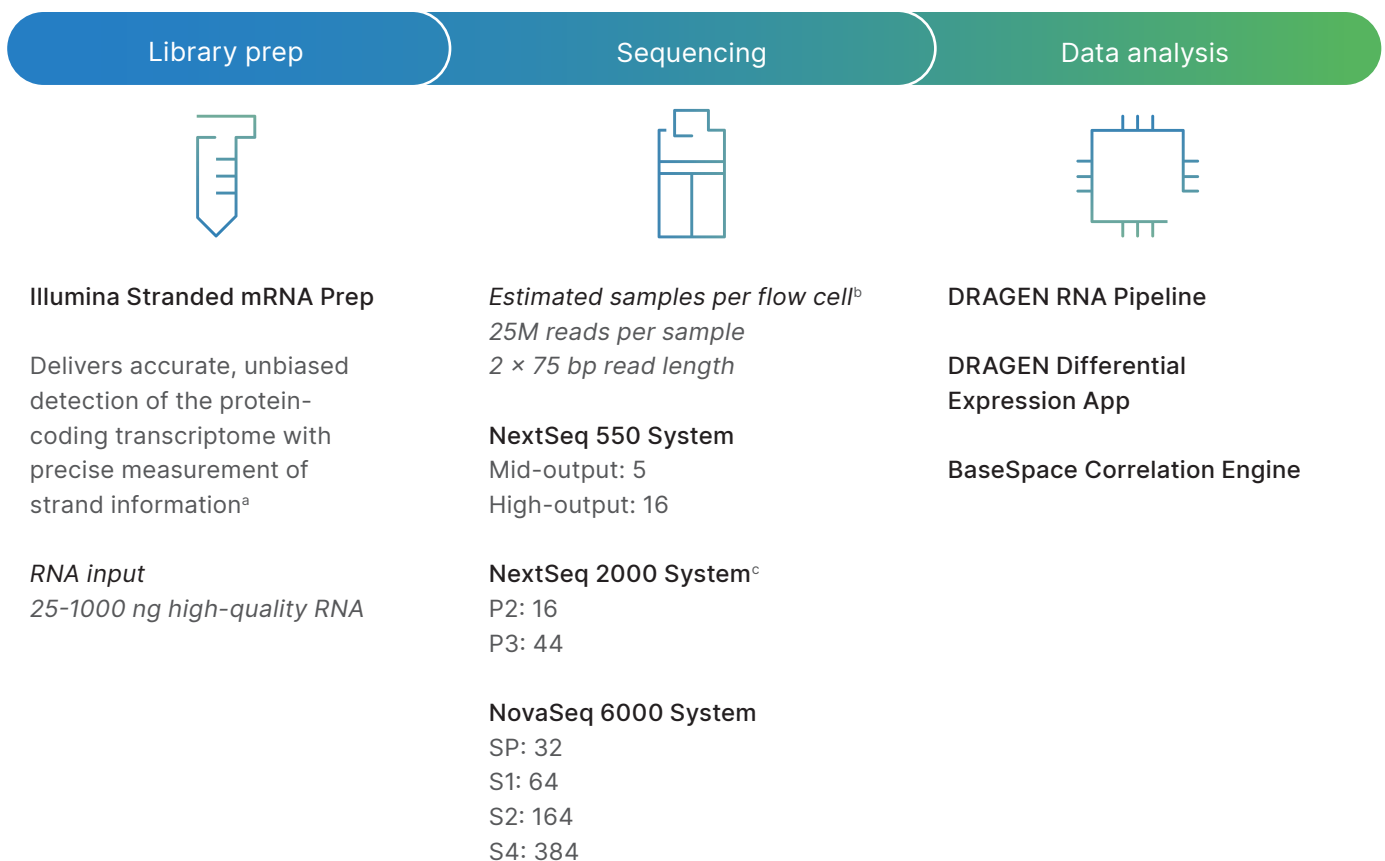 Library prep
Sequencing
Data analysis
Illumina Stranded mRNA Prep
Delivers accurate, unbiased
detection of the protein-
coding transcriptome with
precise measurement of
strand informationᵃ
RNA input
25-1000 ng high-quality RNA
Estimated samples per flow cellᵇ
25M reads per sample
2 × 75 bp read length
NextSeq 550 System
Mid-output: 5
High-output: 16
NextSeq 2000 Systemᶜ
P2: 16
P3: 44
NovaSeq 6000 System
SP: 32
S1: 64
S2: 164
S4: 384
DRAGEN RNA Pipeline
DRAGEN Differential
Expression App
BaseSpace Correlation Engine